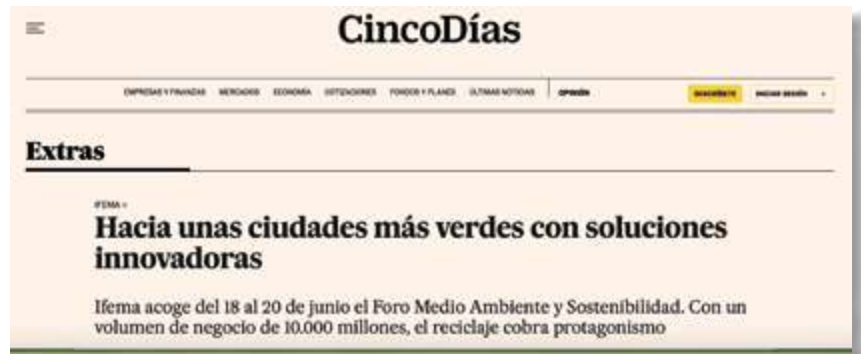 CincoDías
EMPRESAS Y FINANZAS MERCADOS ECONOMÍA COTIZACIONES FONDOS Y PLANES ÚLTIMAS NOTICIAS OPINIÓN SUSCRÍBETE INICIAR SESIÓN
Extras
IFEMA
Hacia unas ciudades más verdes con soluciones
innovadoras
Ifema acoge del 18 al 20 de junio el Foro Medio Ambiente y Sostenibilidad. Con un
volumen de negocio de 10.000 millones, el reciclaje cobra protagonismo